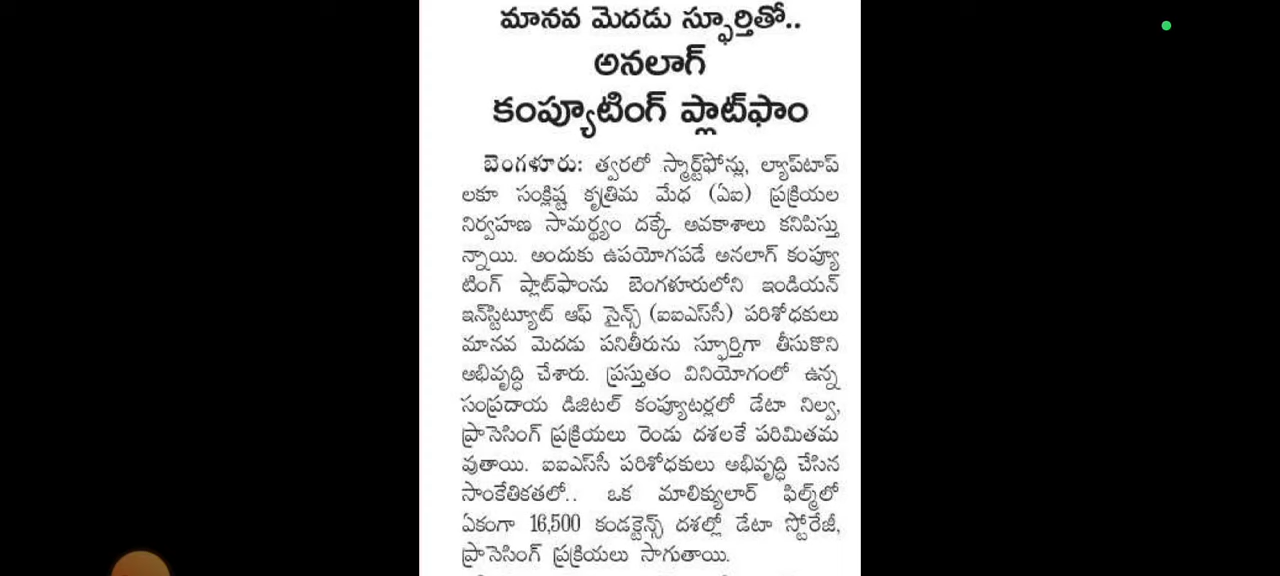 మానవ మెదడు స్ఫూర్తితో..
అనలాగ్
కంప్యూటింగ్ ప్లాట్‌ఫాం
బెంగళూరు: త్వరలో స్మార్ట్‌ఫోన్లు, ల్యాప్‌టాప్
లకూ సంక్లిష్ట కృత్రిమ మేధ (ఏఐ) ప్రక్రియల
నిర్వహణ సామర్థ్యం దక్కే అవకాశాలు కనిపిస్తు
న్నాయి. అందుకు ఉపయోగపడే అనలాగ్ కంప్యూ
టింగ్ ప్లాట్‌ఫాంను బెంగళూరులోని ఇండియన్
ఇన్‌స్టిట్యూట్ ఆఫ్ సైన్స్ (ఐఐఎస్‌సీ) పరిశోధకులు
మానవ మెదడు పనితీరును స్ఫూర్తిగా తీసుకొని
అభివృద్ధి చేశారు. ప్రస్తుతం వినియోగంలో ఉన్న
సంప్రదాయ డిజిటల్ కంప్యూటర్లలో డేటా నిల్వ,
ప్రాసెసింగ్ ప్రక్రియలు రెండు దశలకే పరిమితమ
వుతాయి. ఐఐఎస్‌సీ పరిశోధకులు అభివృద్ధి చేసిన
సాంకేతికతలో.. ఒక మాలిక్యులార్ ఫిల్మ్‌లో
ఏకంగా 16,500 కండక్టెన్స్ దశల్లో డేటా స్టోరేజీ,
ప్రాసెసింగ్ ప్రక్రియలు సాగుతాయి.